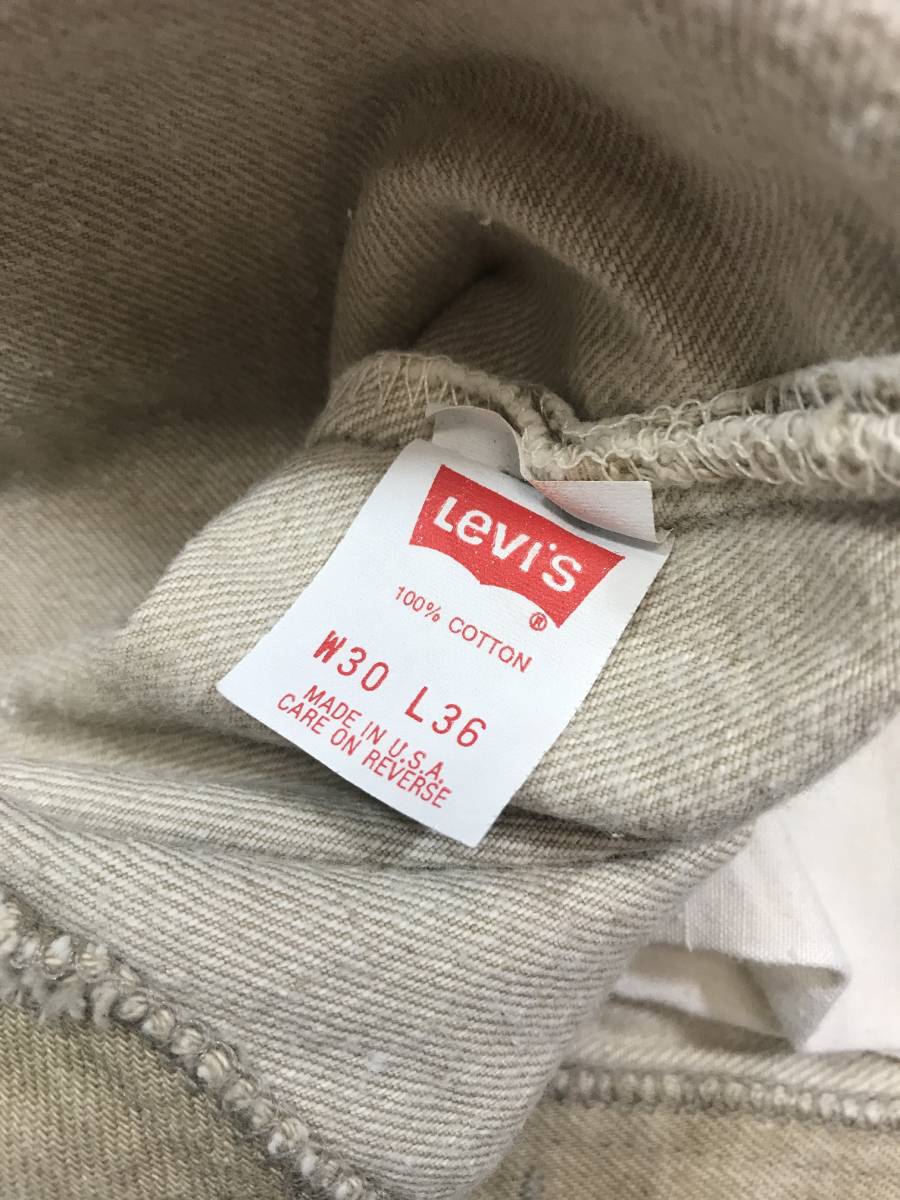 Levi's
®
100% COTTON
W30 L36
MADE IN U.S.A.
CARE ON REVERSE